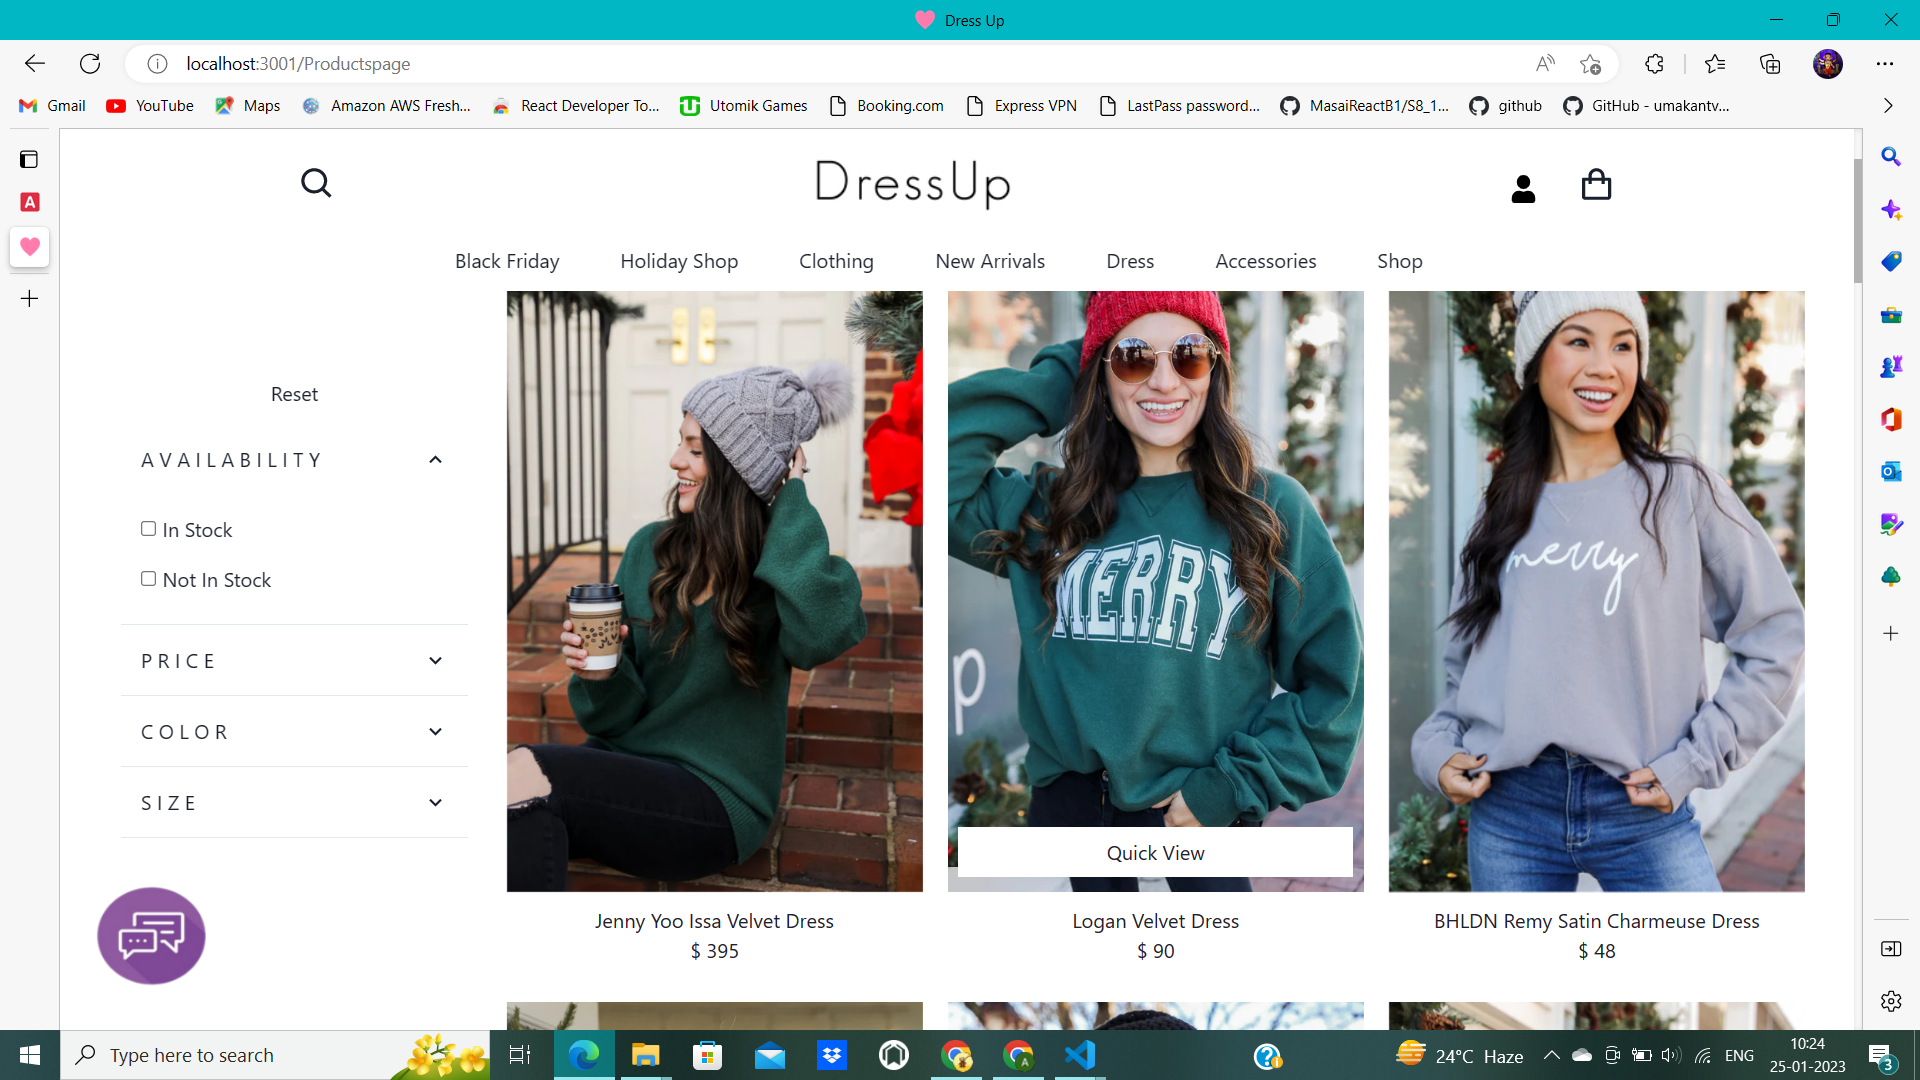 Dress Up
localhost:3001/Productspage
Gmail
YouTube
Maps
Amazon AWS Fresh...
React Developer To...
Utomik Games
Booking.com
Express VPN
LastPass password...
MasaiReactB1/S8_1...
github
GitHub - umakantv...
DressUp
Black Friday
Holiday Shop
Clothing
New Arrivals
Dress
Accessories
Shop
Reset
AVAILABILITY
In Stock
Not In Stock
PRICE
COLOR
SIZE
MERRY
merry
Quick View
Jenny Yoo Issa Velvet Dress
$ 395
Logan Velvet Dress
$ 90
BHLDN Remy Satin Charmeuse Dress
$ 48
Type here to search
24°C Haze
ENG
10:24
25-01-2023
3